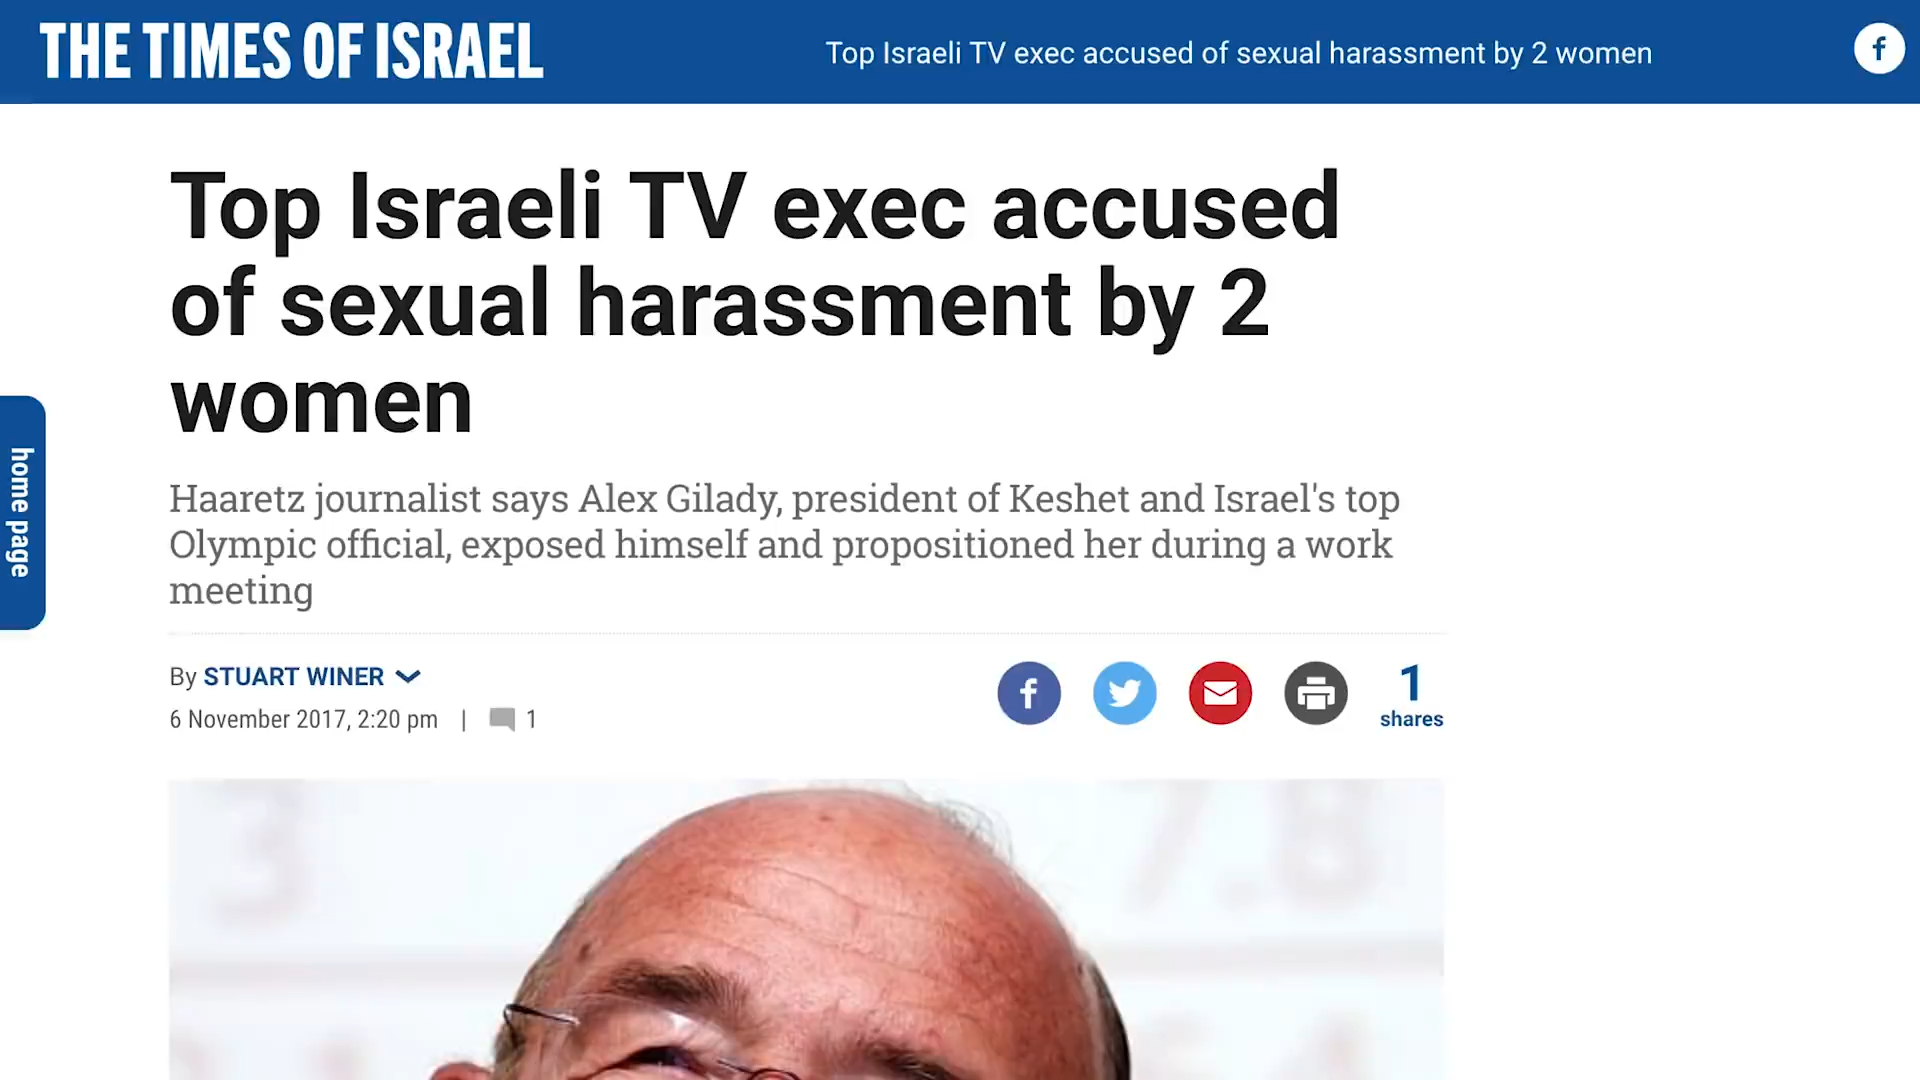 THE TIMES OF ISRAEL
Top Israeli TV exec accused of sexual harassment by 2 women
f
Top Israeli TV exec accused
of sexual harassment by 2
women
home page
Haaretz journalist says Alex Gilady, president of Keshet and Israel's top
Olympic official, exposed himself and propositioned her during a work
meeting
By STUART WINER
6 November 2017, 2:20 pm | 1
f
1
shares
3
7.8